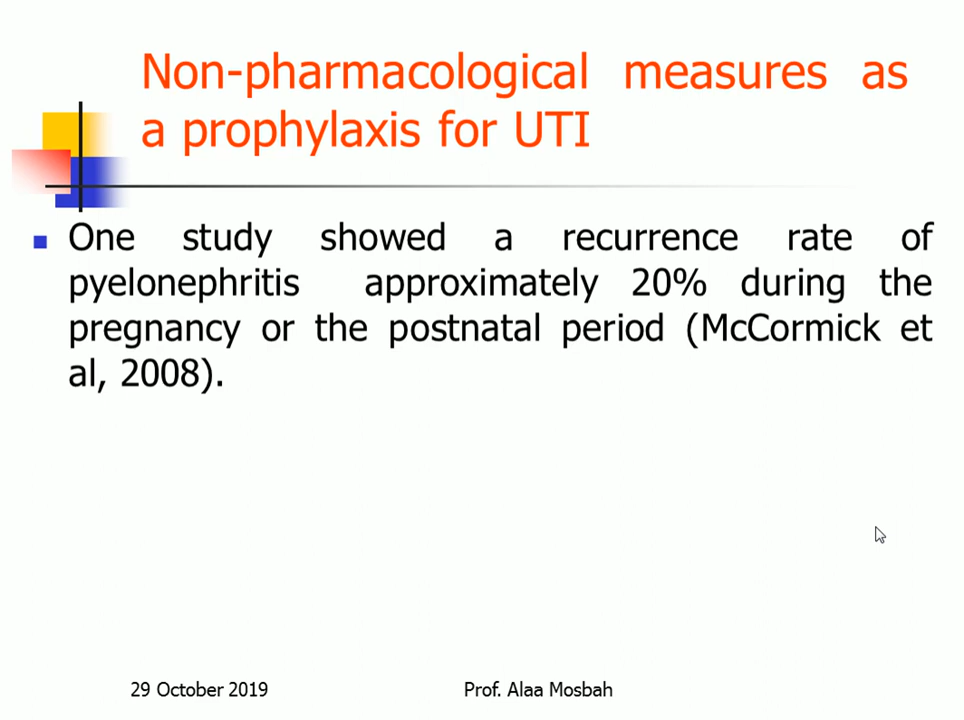 Non-pharmacological measures as
a prophylaxis for UTI
One study showed a recurrence rate of
pyelonephritis approximately 20% during the
pregnancy or the postnatal period (McCormick et
al, 2008).
29 October 2019
Prof. Alaa Mosbah